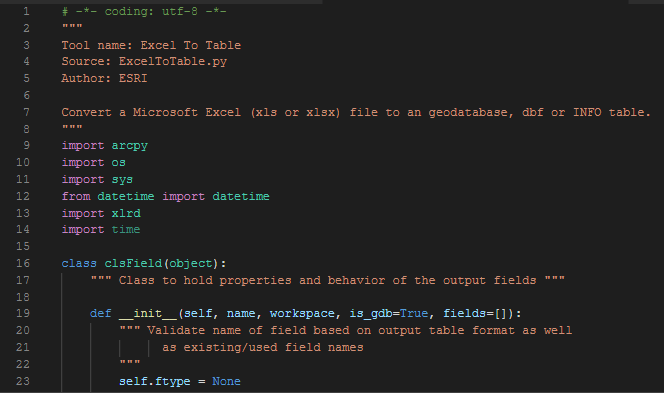 1 # -*- coding: utf-8 -*-
2 """
3 Tool name: Excel To Table
4 Source: ExcelToTable.py
5 Author: ESRI
6
7 Convert a Microsoft Excel (xls or xlsx) file to an geodatabase, dbf or INFO table.
8 """
9 import arcpy
10 import os
11 import sys
12 from datetime import datetime
13 import xlrd
14 import time
15
16 class clsField(object):
17     """ Class to hold properties and behavior of the output fields """
18
19     def __init__(self, name, workspace, is_gdb=True, fields=[]):
20         """ Validate name of field based on output table format as well
21               as existing/used field names
22         """
23         self.ftype = None